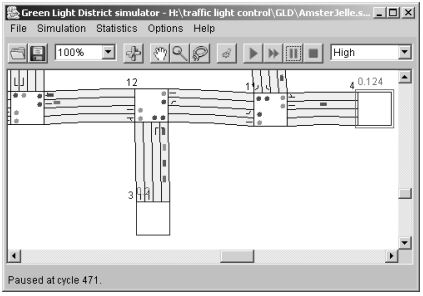 Green Light District simulator - H:\traffic light control\GLD\AmsterJelle.s...
File Simulation Statistics Options Help
100% High
12
4 0.124
3
Paused at cycle 471.